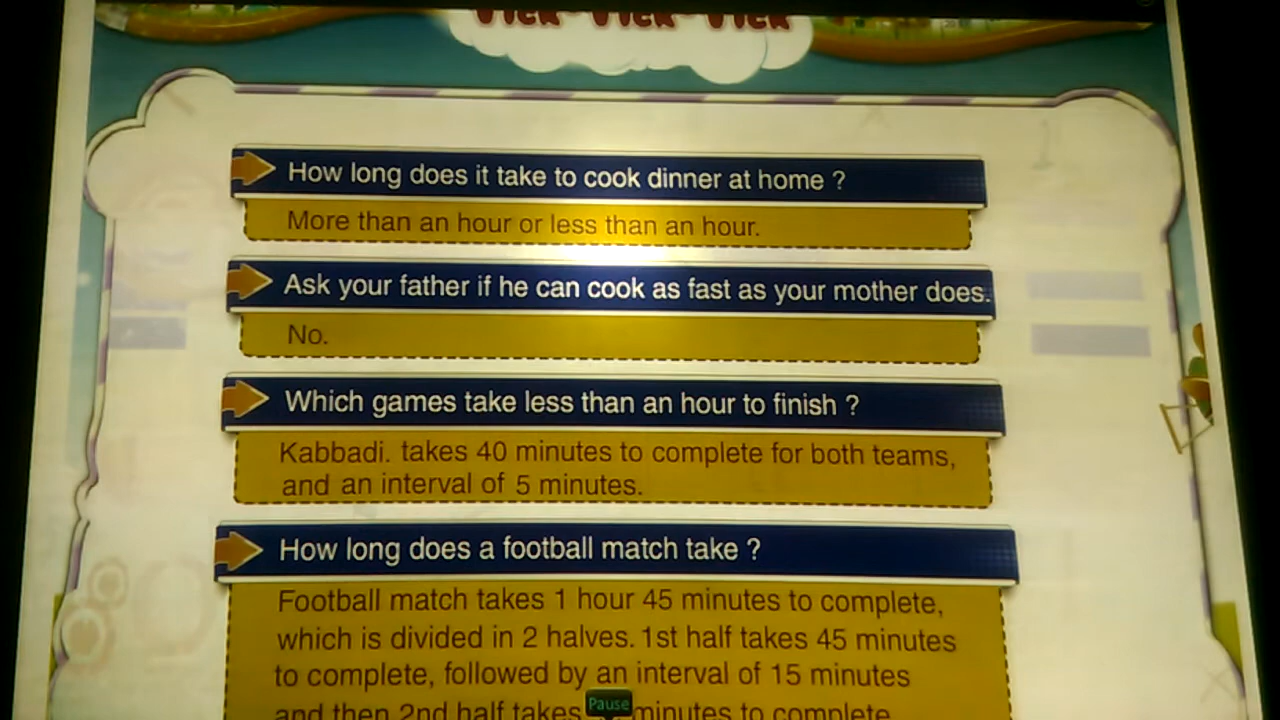 Tick - Tick - Tick
How long does it take to cook dinner at home ?
More than an hour or less than an hour.
Ask your father if he can cook as fast as your mother does.
No.
Which games take less than an hour to finish ?
Kabbadi. takes 40 minutes to complete for both teams,
and an interval of 5 minutes.
How long does a football match take ?
Football match takes 1 hour 45 minutes to complete,
which is divided in 2 halves. 1st half takes 45 minutes
to complete, followed by an interval of 15 minutes
and then 2nd half takes minutes to complete
Pause